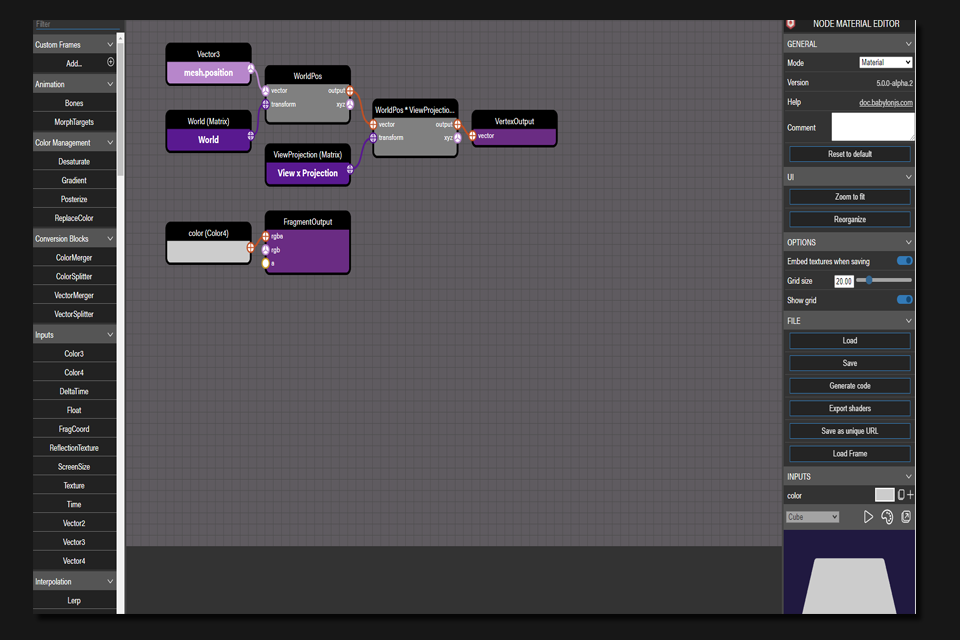 Filter
Custom Frames
Add...
Animation
Bones
MorphTargets
Color Management
Desaturate
Gradient
Posterize
ReplaceColor
Conversion Blocks
ColorMerger
ColorSplitter
VectorMerger
VectorSplitter
Inputs
Color3
Color4
DeltaTime
Float
FragCoord
ReflectionTexture
ScreenSize
Texture
Time
Vector2
Vector3
Vector4
Interpolation
Lerp
Vector3
mesh.position
World (Matrix)
World
WorldPos
vector output
transform xyz
ViewProjection (Matrix)
View x Projection
WorldPos * ViewProjectio...
vector output
transform xyz
VertexOutput
vector
color (Color4)
FragmentOutput
rgba
rgb
a
NODE MATERIAL EDITOR
GENERAL
Mode Material
Version 5.0.0-alpha.2
Help doc.babylonjs.com
Comment
Reset to default
UI
Zoom to fit
Reorganize
OPTIONS
Embed textures when saving
Grid size 20.00
Show grid
FILE
Load
Save
Generate code
Export shaders
Save as unique URL
Load Frame
INPUTS
color
Cube